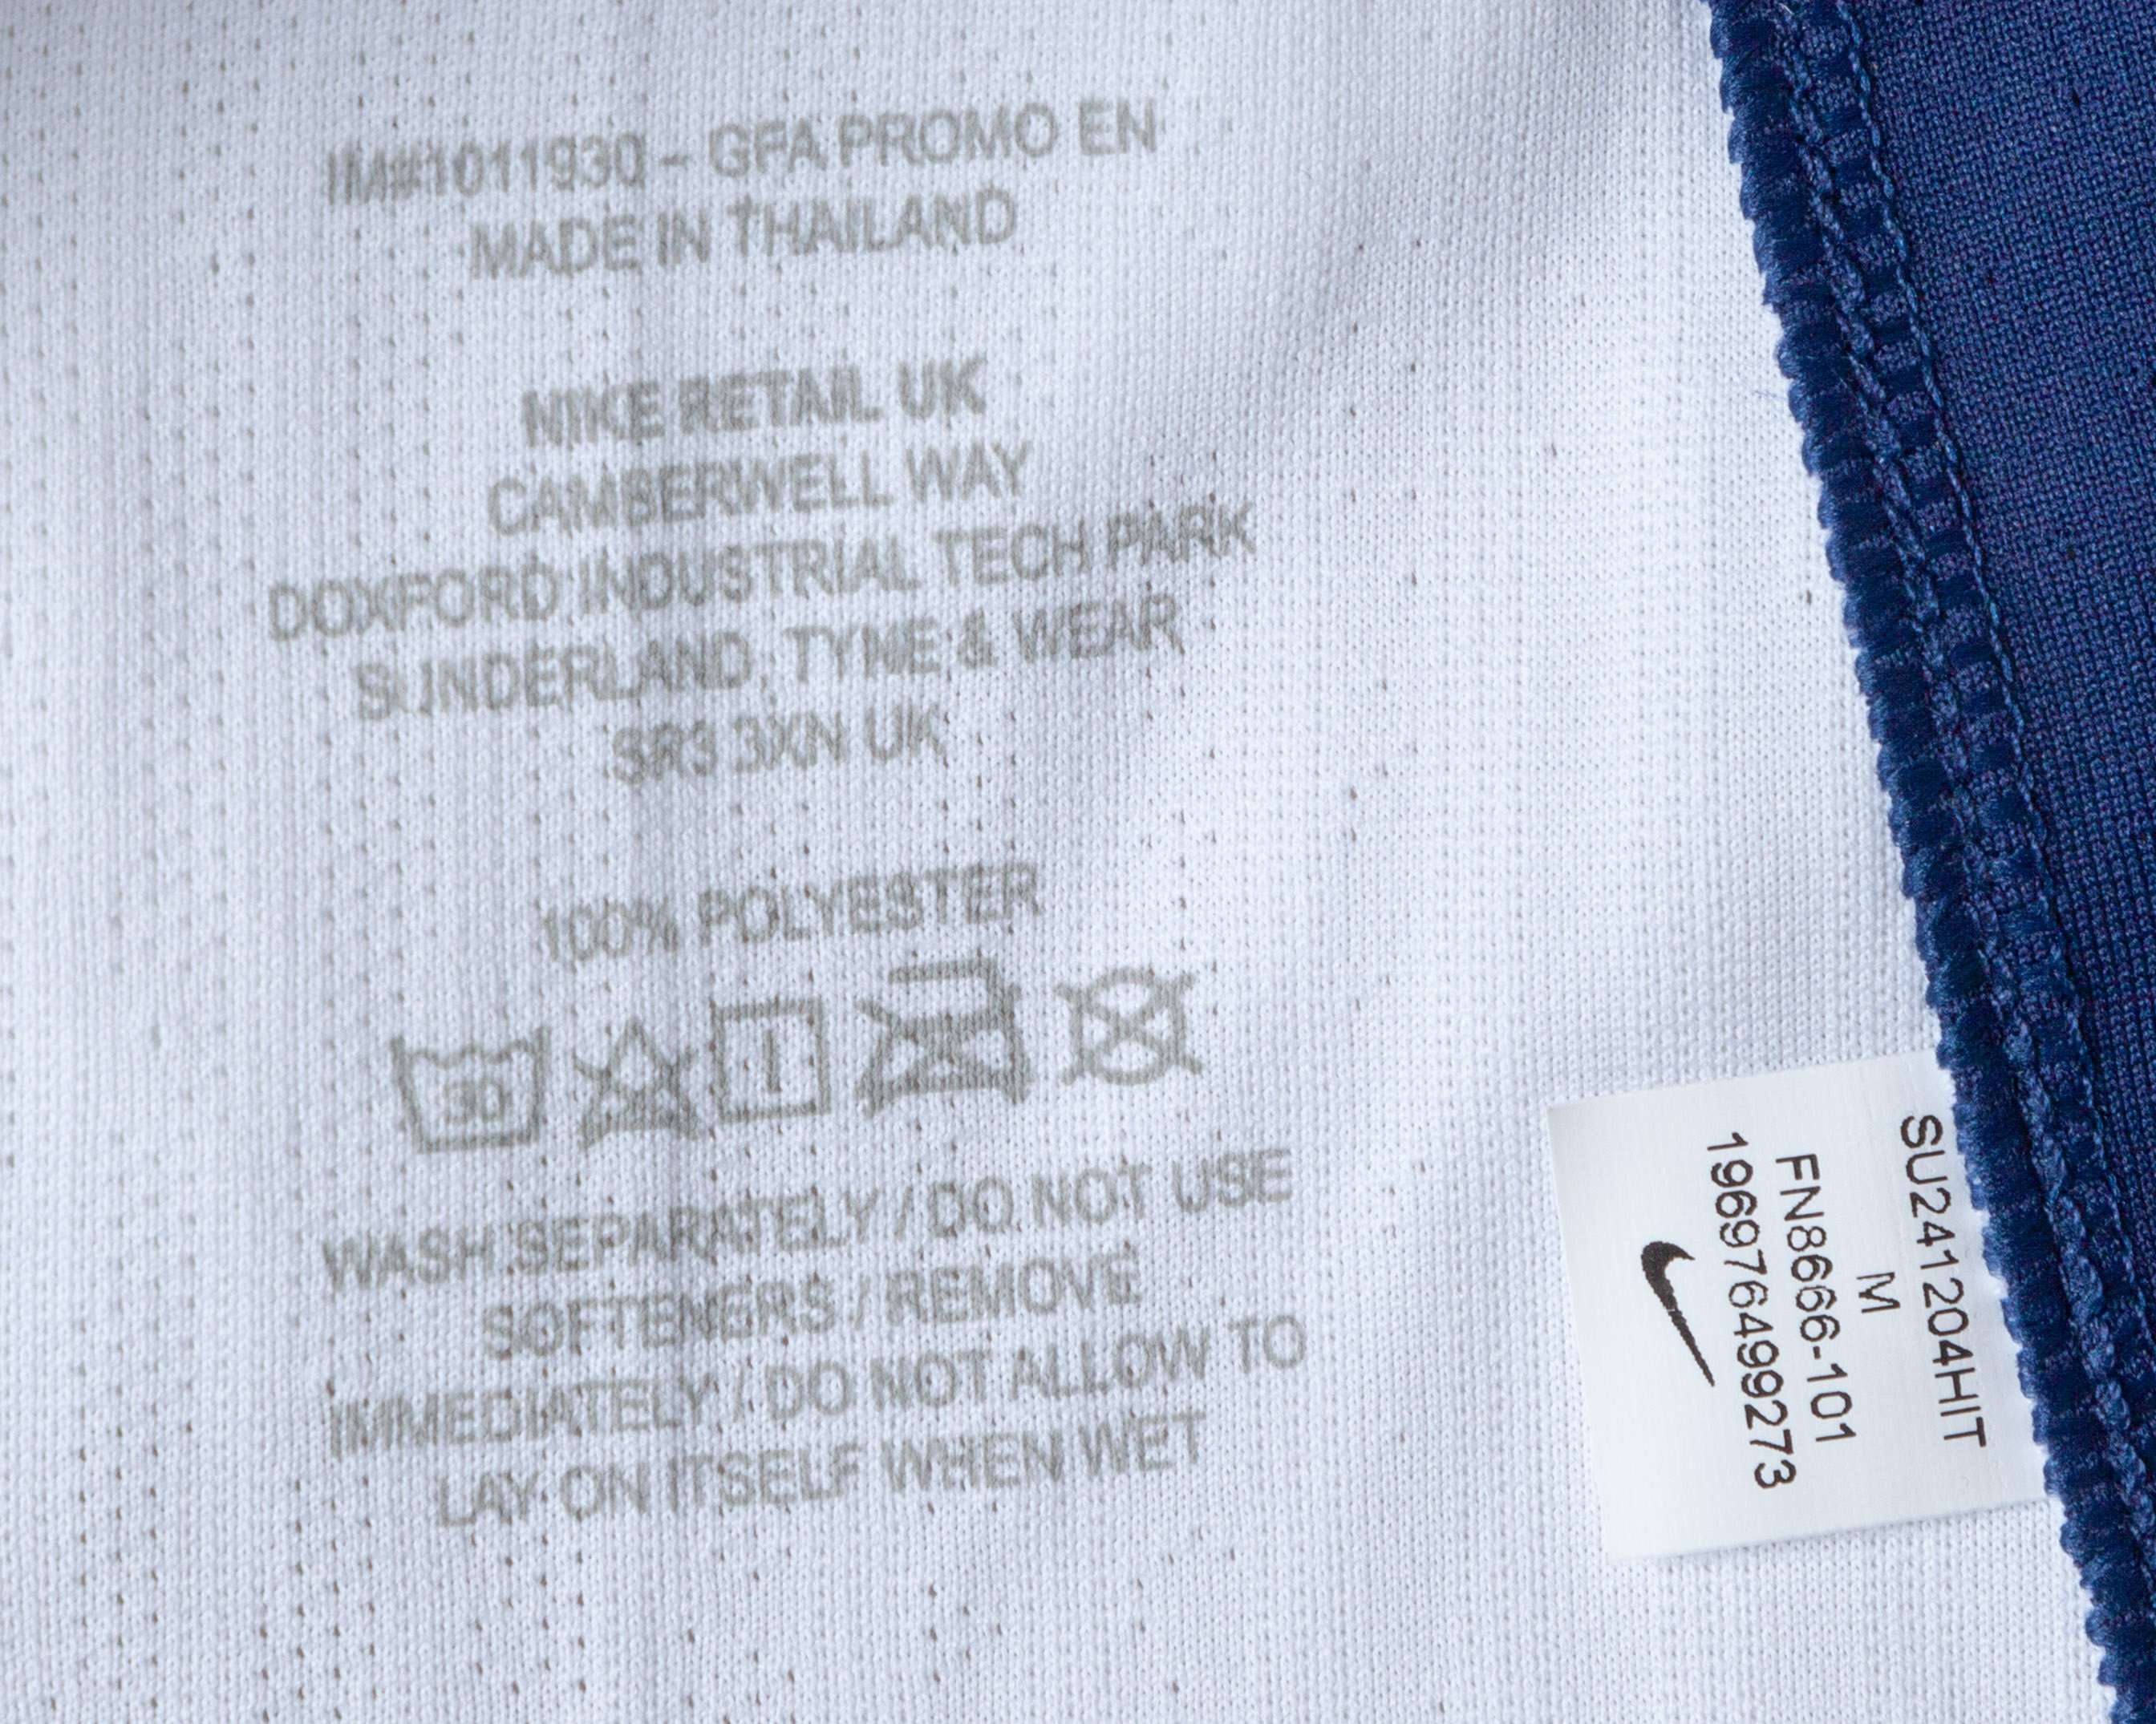 IM#1011930 – GFA PROMO EN
MADE IN THAILAND
NIKE RETAIL UK
CAMBERWELL WAY
DOXFORD INDUSTRIAL TECH PARK
SUNDERLAND, TYNE & WEAR
SR3 3XN UK
100% POLYESTER
30
WASH SEPARATELY / DO NOT USE
SOFTENERS / REMOVE
IMMEDIATELY / DO NOT ALLOW TO
LAY ON ITSELF WHEN WET
SU241204HIT
M
FN8666-101
196976499273